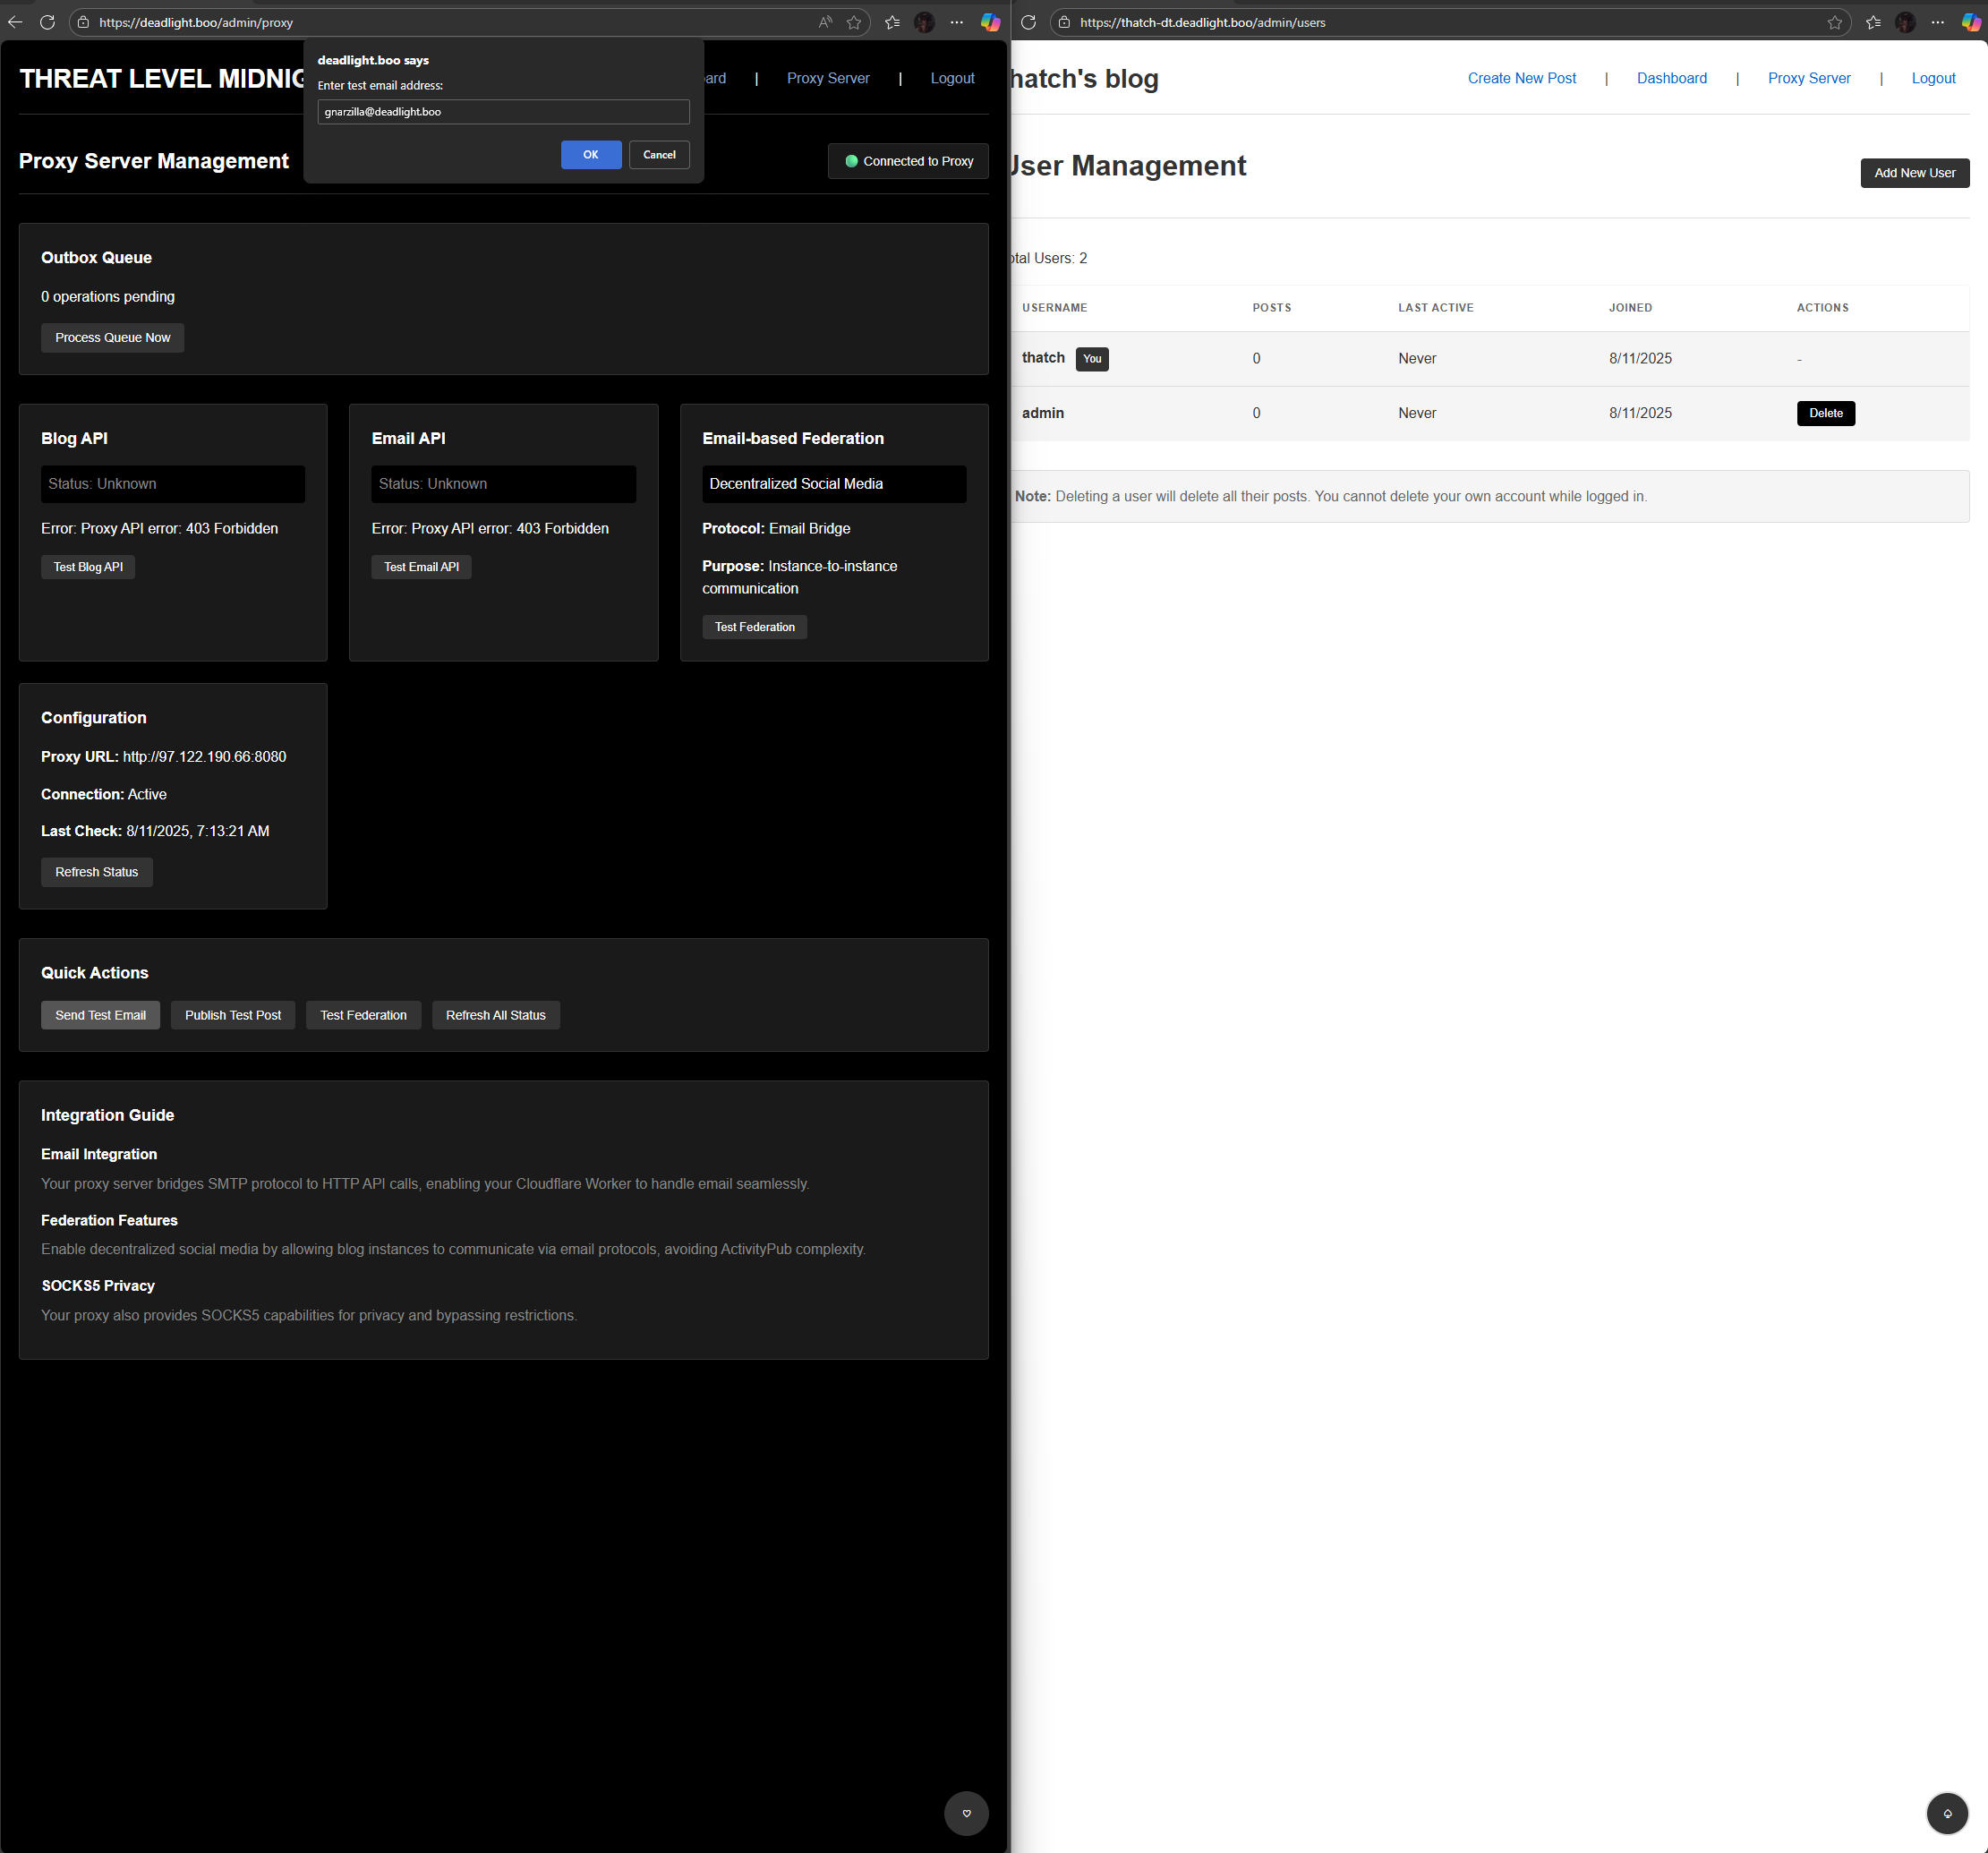 https://deadlight.boo/admin/proxy
deadlight.boo says
Enter test email address:
gnarzilla@deadlight.boo
OK
Cancel
THREAT LEVEL MIDNIG
ard | Proxy Server | Logout
Proxy Server Management
Connected to Proxy
Outbox Queue
0 operations pending
Process Queue Now
Blog API
Status: Unknown
Error: Proxy API error: 403 Forbidden
Test Blog API
Email API
Status: Unknown
Error: Proxy API error: 403 Forbidden
Test Email API
Email-based Federation
Decentralized Social Media
Protocol: Email Bridge
Purpose: Instance-to-instance
communication
Test Federation
Configuration
Proxy URL: http://97.122.190.66:8080
Connection: Active
Last Check: 8/11/2025, 7:13:21 AM
Refresh Status
Quick Actions
Send Test Email
Publish Test Post
Test Federation
Refresh All Status
Integration Guide
Email Integration
Your proxy server bridges SMTP protocol to HTTP API calls, enabling your Cloudflare Worker to handle email seamlessly.
Federation Features
Enable decentralized social media by allowing blog instances to communicate via email protocols, avoiding ActivityPub complexity.
SOCKS5 Privacy
Your proxy also provides SOCKS5 capabilities for privacy and bypassing restrictions.
https://thatch-dt.deadlight.boo/admin/users
hatch's blog
Create New Post | Dashboard | Proxy Server | Logout
User Management
Add New User
otal Users: 2
USERNAME POSTS LAST ACTIVE JOINED ACTIONS
thatch You 0 Never 8/11/2025 -
admin 0 Never 8/11/2025 Delete
Note: Deleting a user will delete all their posts. You cannot delete your own account while logged in.